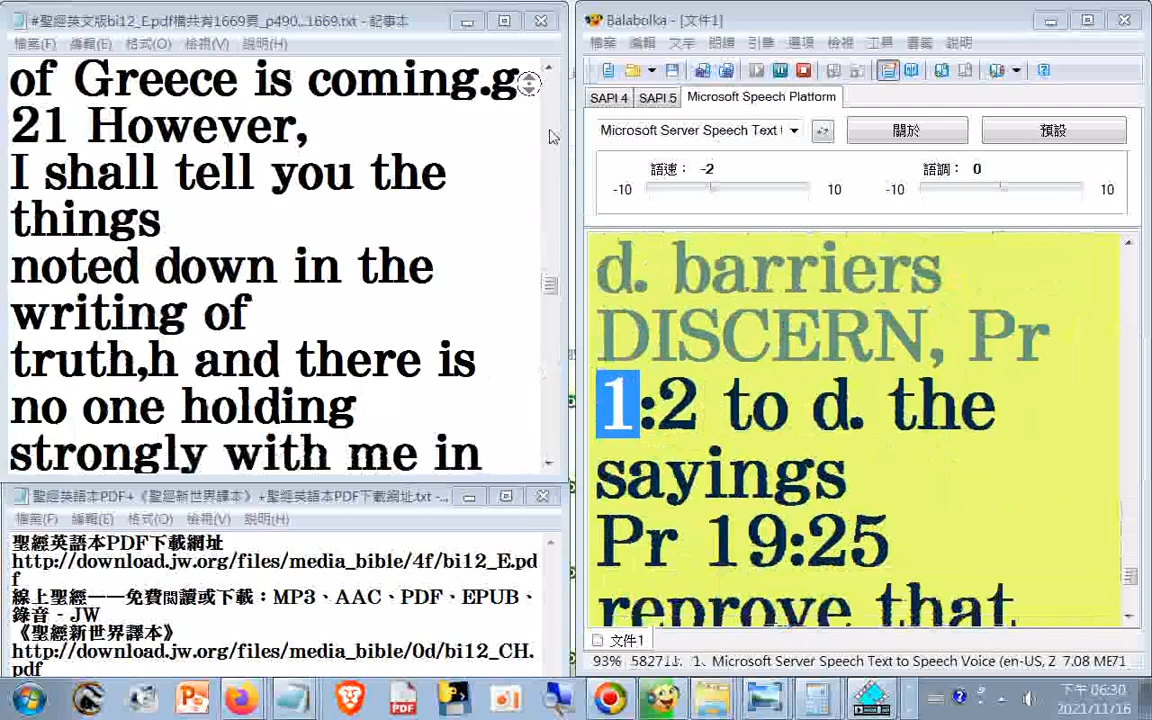 #聖經英文版bi12_E.pdf檔共有1669頁_p490...1669.txt - 記事本
檔案(F) 編輯(E) 格式(O) 檢視(V) 說明(H)
of Greece is coming.g
21 However,
I shall tell you the
things
noted down in the
writing of
truth,h and there is
no one holding
strongly with me in
聖經英語本PDF+《聖經新世界譯本》+聖經英語本PDF下載網址.txt - ...
檔案(F) 編輯(E) 格式(O) 檢視(V) 說明(H)
聖經英語本PDF下載網址
http://download.jw.org/files/media_bible/4f/bi12_E.pd
f
線上聖經——免費閱讀或下載：MP3、AAC、PDF、EPUB、
錄音 - JW
《聖經新世界譯本》
http://download.jw.org/files/media_bible/0d/bi12_CH.
pdf
Balabolka - [文件1]
檔案 編輯 文字 朗讀 引擎 選項 檢視 工具 書籤 說明
SAPI 4 SAPI 5 Microsoft Speech Platform
Microsoft Server Speech Text 關於 預設
語速： -2 語調： 0
-10 10 -10 10
d. barriers
DISCERN, Pr
1:2 to d. the
sayings
Pr 19:25
reprove that
文件1
93% Microsoft Server Speech Text to Speech Voice (en-US, Z 7.08 ME
下午 06:30
2021/11/16